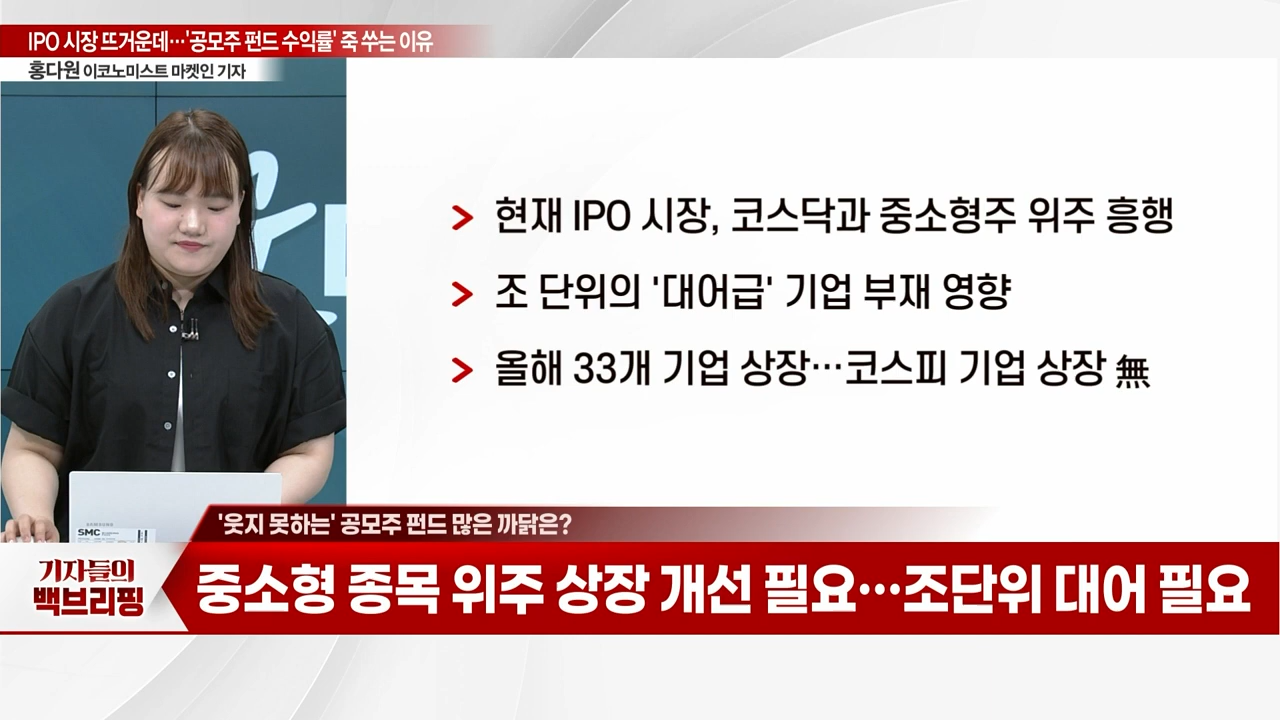 IPO 시장 뜨거운데…'공모주 펀드 수익률' 죽 쑤는 이유
홍다원 이코노미스트 마켓인 기자
> 현재 IPO 시장, 코스닥과 중소형주 위주 흥행
> 조 단위의 '대어급' 기업 부재 영향
> 올해 33개 기업 상장…코스피 기업 상장 無
SMC
'웃지 못하는' 공모주 펀드 많은 까닭은?
기자들의
백브리핑
중소형 종목 위주 상장 개선 필요…조단위 대어 필요